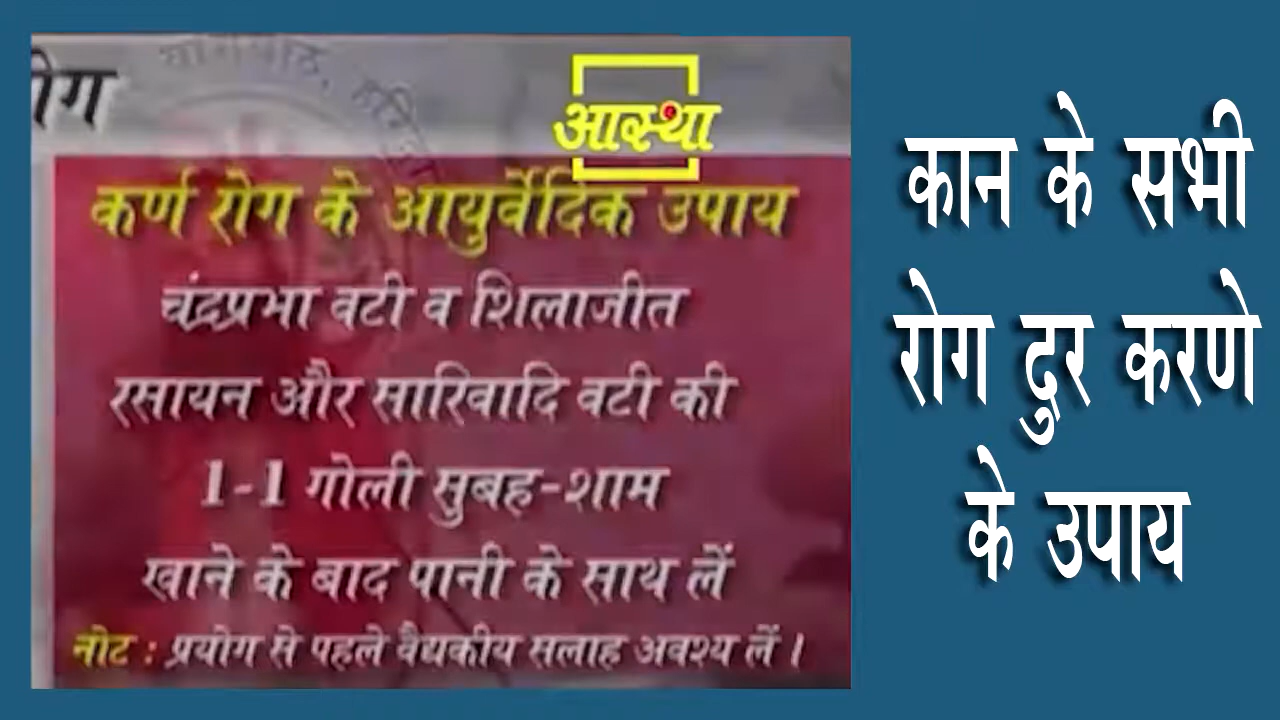 आस्था
कर्ण रोग के आयुर्वेदिक उपाय
चंद्रप्रभा वटी व शिलाजीत
रसायन और सारिवादि वटी की
1-1 गोली सुबह-शाम
खाने के बाद पानी के साथ लें
नोट : प्रयोग से पहले वैद्यकीय सलाह अवश्य लें ।
कान के सभी
रोग दुर करणे
के उपाय